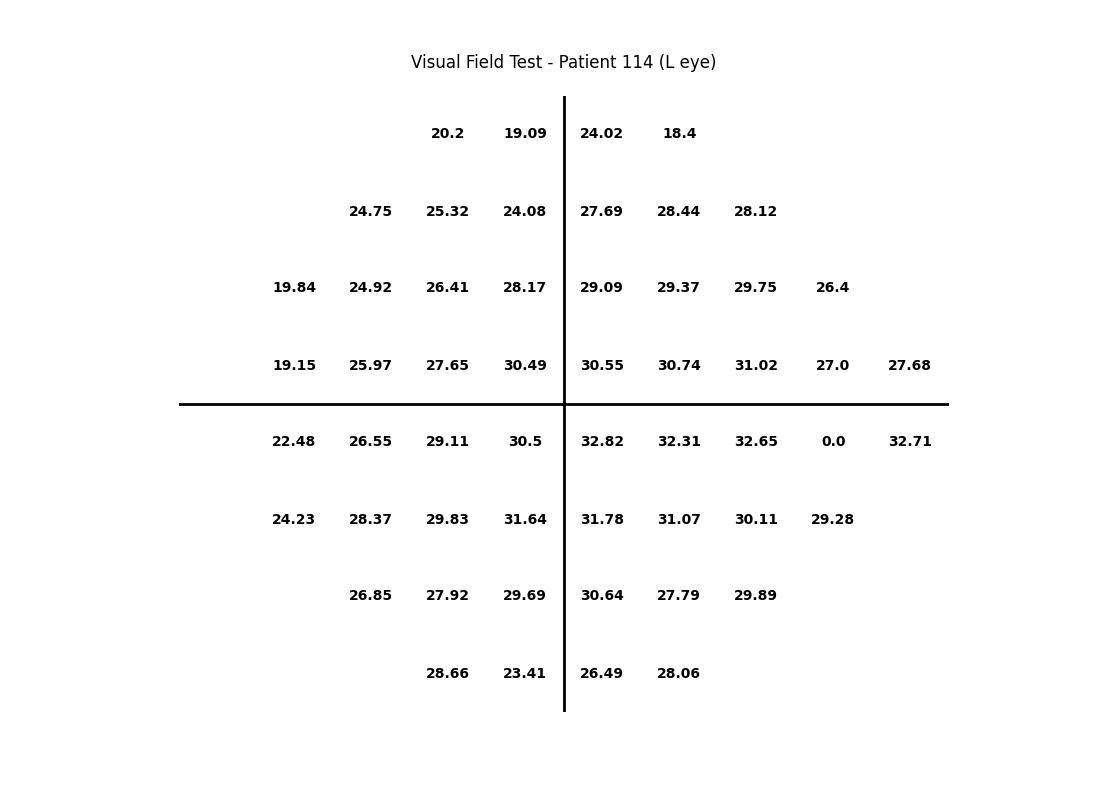 Visual Field Test - Patient 114 (L eye)
20.2 19.09 24.02 18.4
24.75 25.32 24.08 27.69 28.44 28.12
19.84 24.92 26.41 28.17 29.09 29.37 29.75 26.4
19.15 25.97 27.65 30.49 30.55 30.74 31.02 27.0 27.68
22.48 26.55 29.11 30.5 32.82 32.31 32.65 0.0 32.71
24.23 28.37 29.83 31.64 31.78 31.07 30.11 29.28
26.85 27.92 29.69 30.64 27.79 29.89
28.66 23.41 26.49 28.06